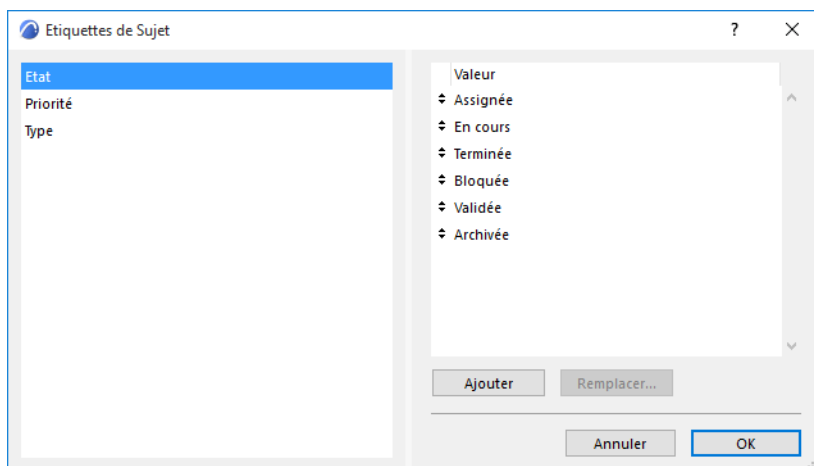 Etiquettes de Sujet
?
Etat
Priorité
Type
Valeur
Assignée
En cours
Terminée
Bloquée
Validée
Archivée
Ajouter
Remplacer...
Annuler
OK